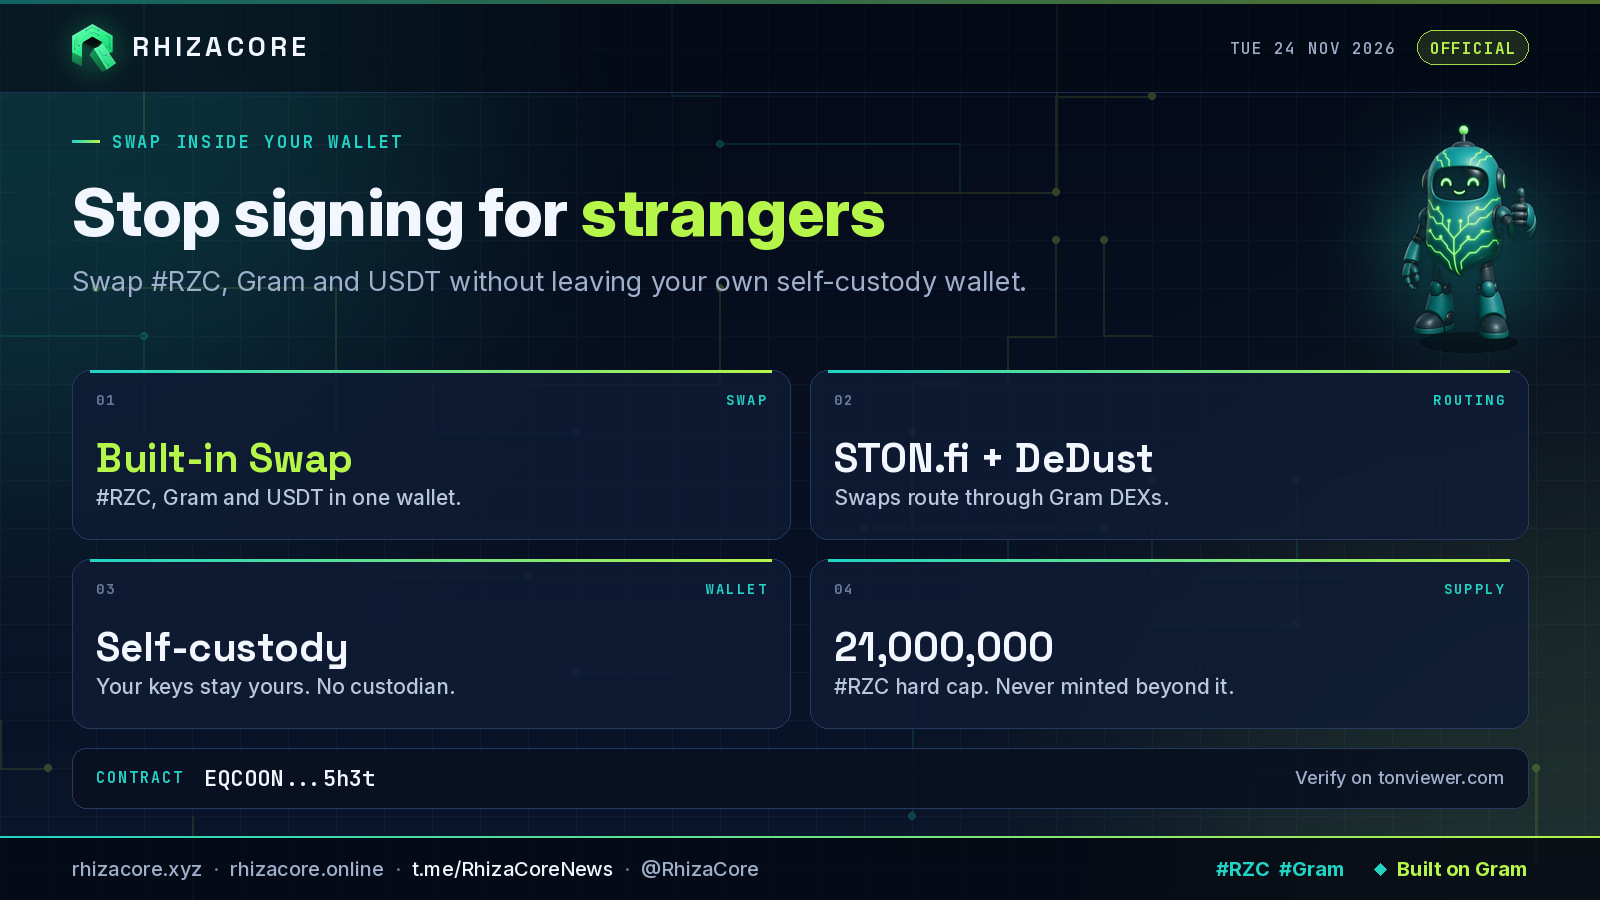 RHIZACORE
TUE 24 NOV 2026 OFFICIAL
SWAP INSIDE YOUR WALLET
Stop signing for strangers
Swap #RZC, Gram and USDT without leaving your own self-custody wallet.
01 SWAP
Built-in Swap
#RZC, Gram and USDT in one wallet.
02 ROUTING
STON.fi + DeDust
Swaps route through Gram DEXs.
03 WALLET
Self-custody
Your keys stay yours. No custodian.
04 SUPPLY
21,000,000
#RZC hard cap. Never minted beyond it.
CONTRACT EQCOON...5h3t Verify on tonviewer.com
rhizacore.xyz · rhizacore.online · t.me/RhizaCoreNews · @RhizaCore #RZC #Gram ◆ Built on Gram